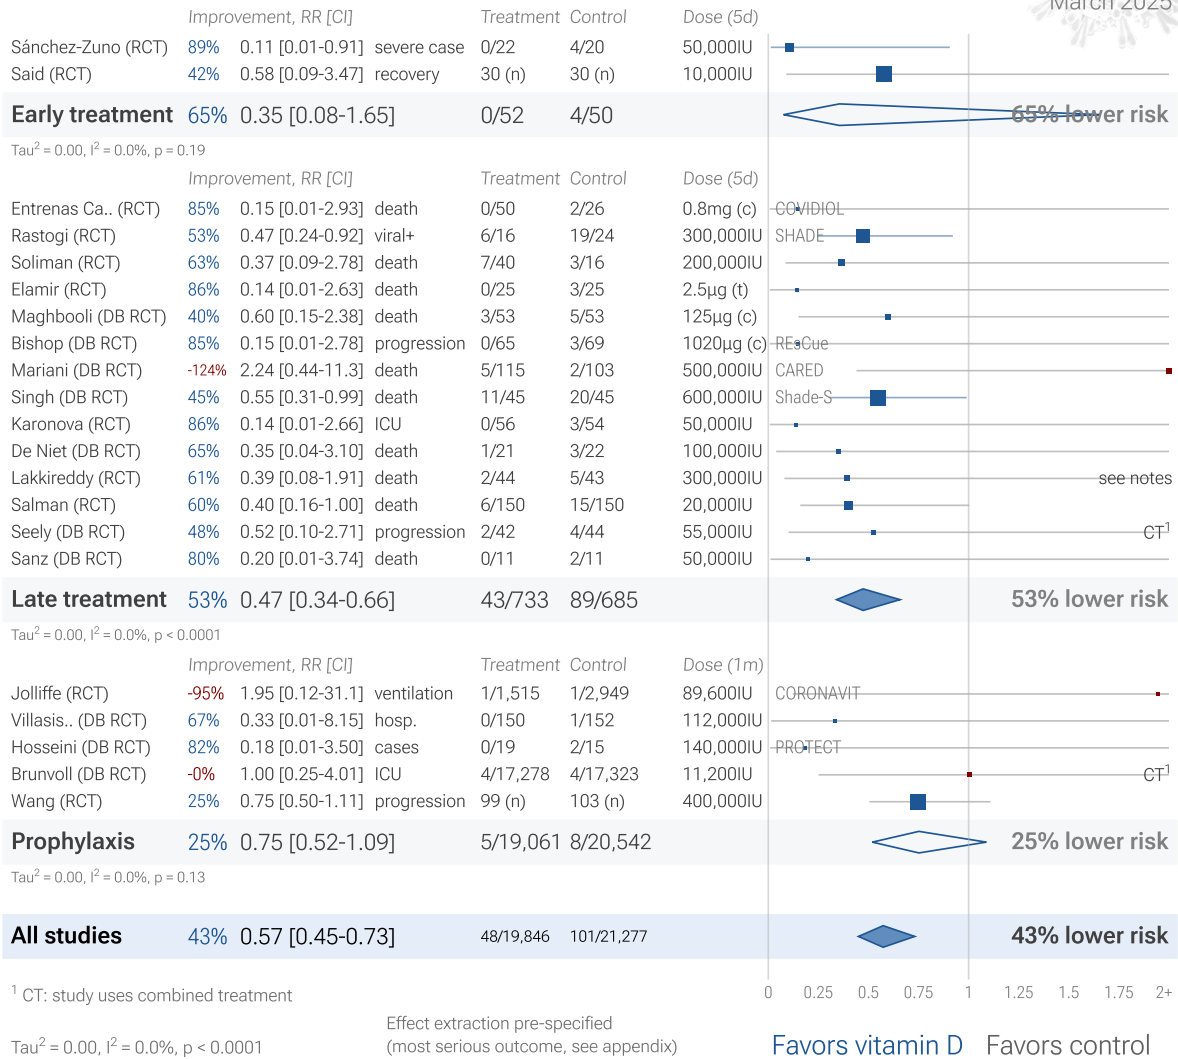 March 2025
Improvement, RR [CI] Treatment Control Dose (5d)
Sánchez-Zuno (RCT) 89% 0.11 [0.01-0.91] severe case 0/22 4/20 50,000IU
Said (RCT) 42% 0.58 [0.09-3.47] recovery 30 (n) 30 (n) 10,000IU
Early treatment 65% 0.35 [0.08-1.65] 0/52 4/50 65% lower risk
Tau² = 0.00, I² = 0.0%, p = 0.19
Improvement, RR [CI] Treatment Control Dose (5d)
Entrenas Ca.. (RCT) 85% 0.15 [0.01-2.93] death 0/50 2/26 0.8mg (c) COVIDIOL
Rastogi (RCT) 53% 0.47 [0.24-0.92] viral+ 6/16 19/24 300,000IU SHADE
Soliman (RCT) 63% 0.37 [0.09-2.78] death 7/40 3/16 200,000IU
Elamir (RCT) 86% 0.14 [0.01-2.63] death 0/25 3/25 2.5µg (t)
Maghbooli (DB RCT) 40% 0.60 [0.15-2.38] death 3/53 5/53 125µg (c)
Bishop (DB RCT) 85% 0.15 [0.01-2.78] progression 0/65 3/69 1020µg (c) REsCue
Mariani (DB RCT) -124% 2.24 [0.44-11.3] death 5/115 2/103 500,000IU CARED
Singh (DB RCT) 45% 0.55 [0.31-0.99] death 11/45 20/45 600,000IU Shade-S
Karonova (RCT) 86% 0.14 [0.01-2.66] ICU 0/56 3/54 50,000IU
De Niet (DB RCT) 65% 0.35 [0.04-3.10] death 1/21 3/22 100,000IU
Lakkireddy (RCT) 61% 0.39 [0.08-1.91] death 2/44 5/43 300,000IU see notes
Salman (RCT) 60% 0.40 [0.16-1.00] death 6/150 15/150 20,000IU
Seely (DB RCT) 48% 0.52 [0.10-2.71] progression 2/42 4/44 55,000IU CT¹
Sanz (DB RCT) 80% 0.20 [0.01-3.74] death 0/11 2/11 50,000IU
Late treatment 53% 0.47 [0.34-0.66] 43/733 89/685 53% lower risk
Tau² = 0.00, I² = 0.0%, p < 0.0001
Improvement, RR [CI] Treatment Control Dose (1m)
Jolliffe (RCT) -95% 1.95 [0.12-31.1] ventilation 1/1,515 1/2,949 89,600IU CORONAVIT
Villasis.. (DB RCT) 67% 0.33 [0.01-8.15] hosp. 0/150 1/152 112,000IU
Hosseini (DB RCT) 82% 0.18 [0.01-3.50] cases 0/19 2/15 140,000IU PROTECT
Brunvoll (DB RCT) -0% 1.00 [0.25-4.01] ICU 4/17,278 4/17,323 11,200IU CT¹
Wang (RCT) 25% 0.75 [0.50-1.11] progression 99 (n) 103 (n) 400,000IU
Prophylaxis 25% 0.75 [0.52-1.09] 5/19,061 8/20,542 25% lower risk
Tau² = 0.00, I² = 0.0%, p = 0.13
All studies 43% 0.57 [0.45-0.73] 48/19,846 101/21,277 43% lower risk
0 0.25 0.5 0.75 1 1.25 1.5 1.75 2+
¹ CT: study uses combined treatment
Tau² = 0.00, I² = 0.0%, p < 0.0001
Effect extraction pre-specified
(most serious outcome, see appendix)
Favors vitamin D Favors control